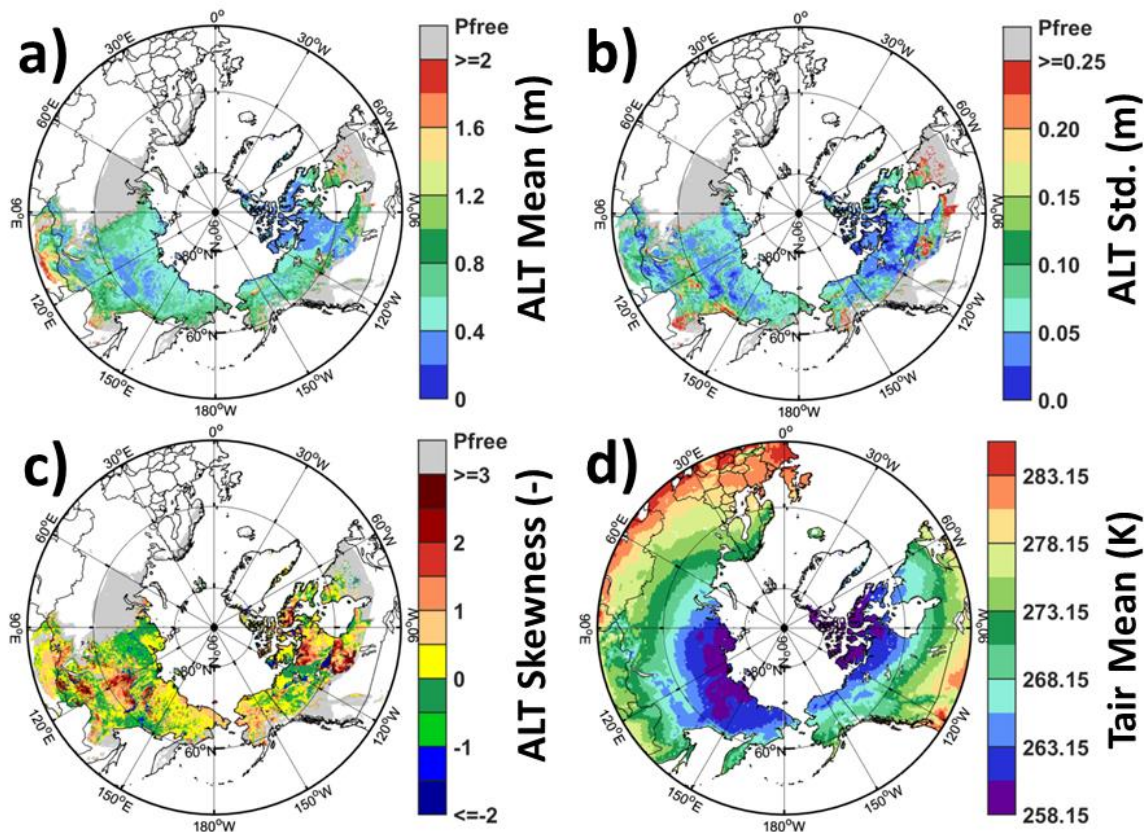 a)
0°
30°E
30°W
60°E
60°W
90°E
90°W
90°N
80°N
60°N
120°E
120°W
150°E
150°W
180°W
Pfree
>=2
1.6
1.2
0.8
0.4
0
ALT Mean (m)
b)
0°
30°E
30°W
60°E
60°W
90°E
90°W
90°N
80°N
60°N
120°E
120°W
150°E
150°W
180°W
Pfree
>=0.25
0.20
0.15
0.10
0.05
0.0
ALT Std. (m)
c)
0°
30°E
30°W
60°E
60°W
90°E
90°W
90°N
80°N
60°N
120°E
120°W
150°E
150°W
180°W
Pfree
>=3
2
1
0
-1
<=-2
ALT Skewness (-)
d)
0°
30°E
30°W
60°E
60°W
90°E
90°W
90°N
80°N
60°N
120°E
120°W
150°E
150°W
180°W
283.15
278.15
273.15
268.15
263.15
258.15
Tair Mean (K)